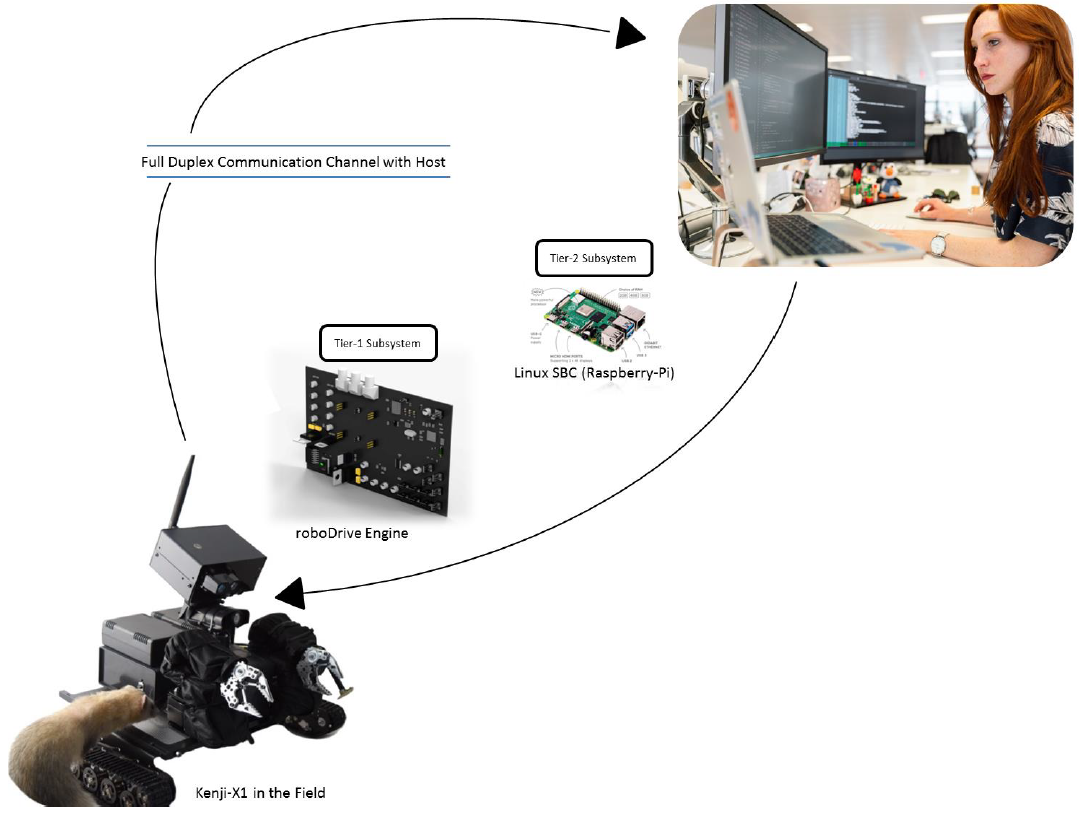 Full Duplex Communication Channel with Host
Tier-2 Subsystem
Linux SBC (Raspberry-Pi)
Tier-1 Subsystem
roboDrive Engine
Kenji-X1 in the Field